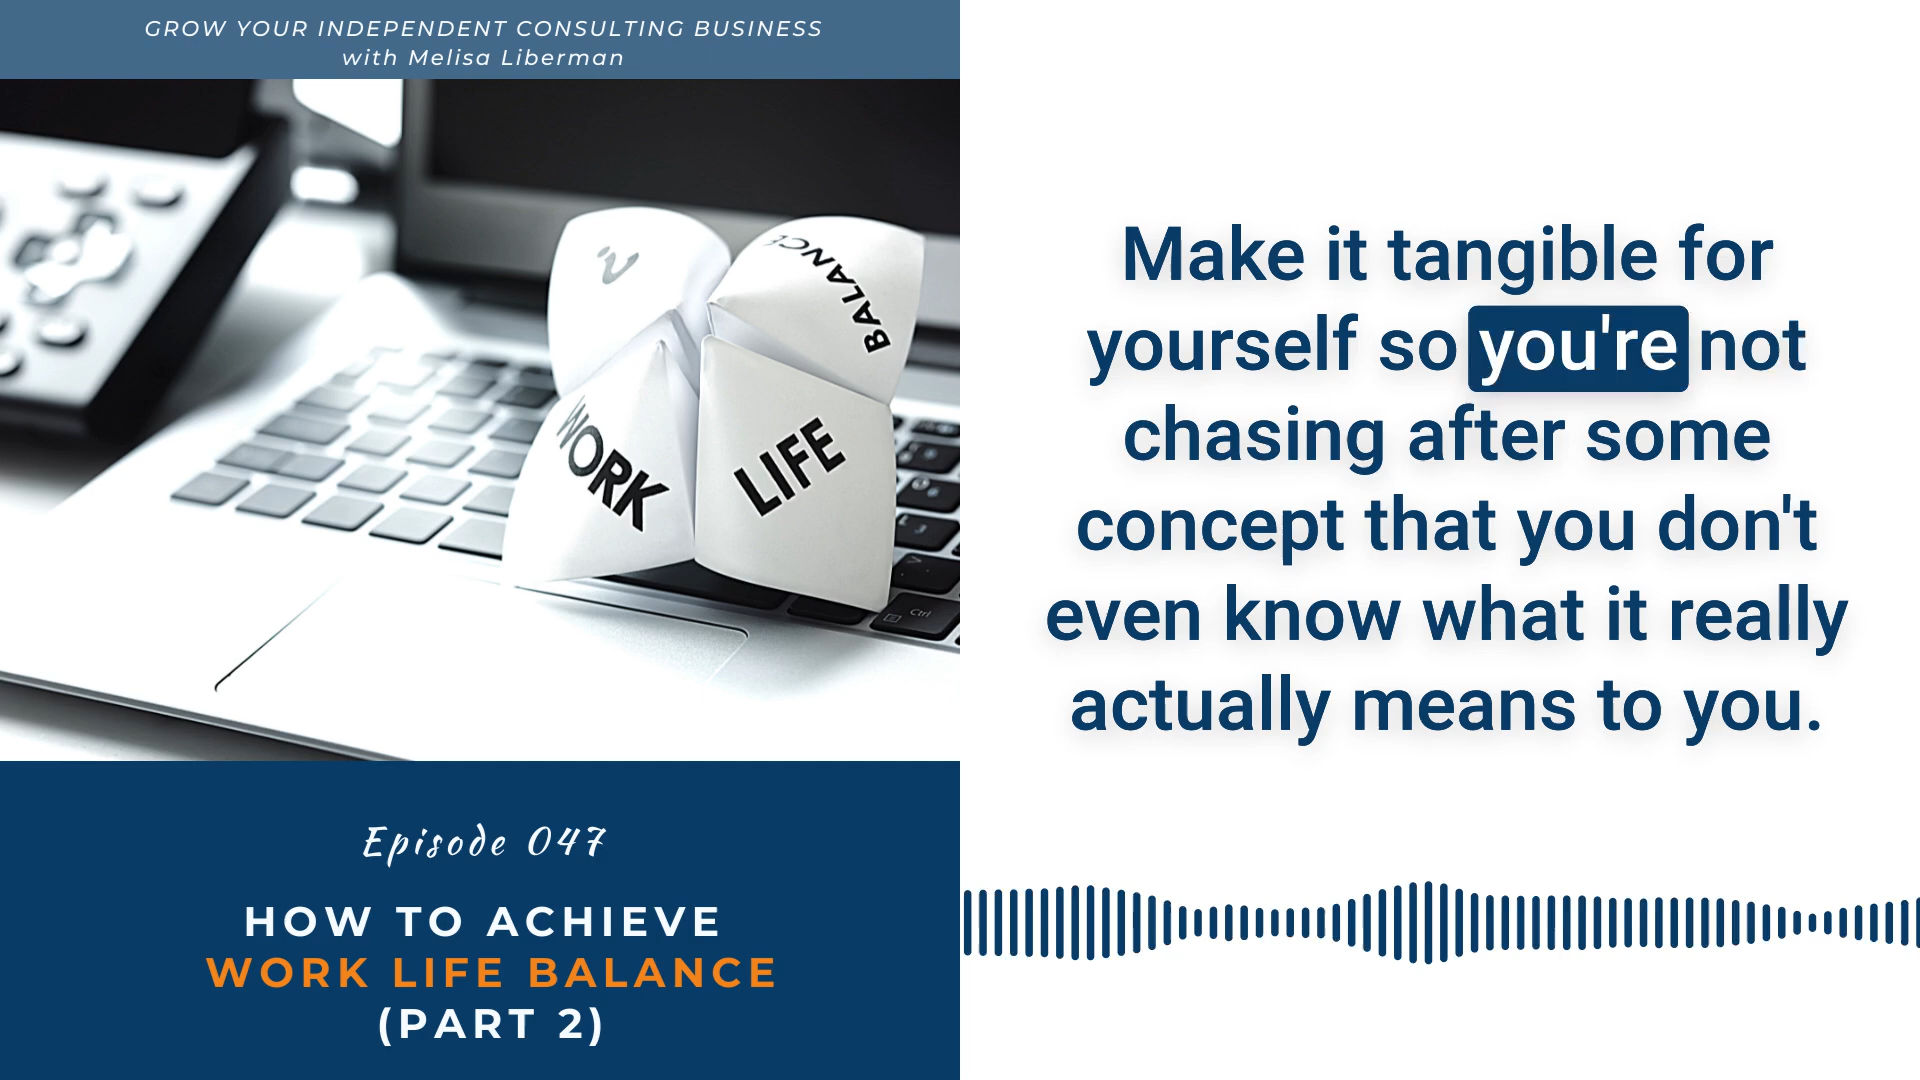 GROW YOUR INDEPENDENT CONSULTING BUSINESS
with Melisa Liberman
BALANCE
WORK
LIFE
Ctrl
Episode 047
HOW TO ACHIEVE
WORK LIFE BALANCE
(PART 2)
Make it tangible for
yourself so you're not
chasing after some
concept that you don't
even know what it really
actually means to you.